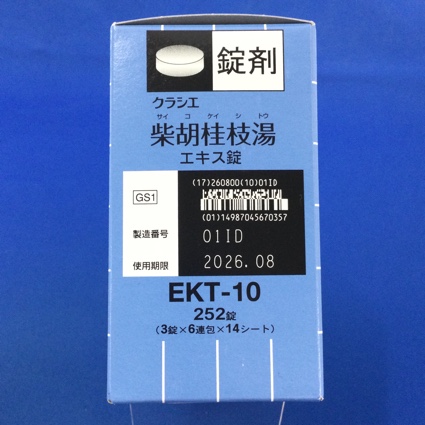 錠剤
クラシエ
サイ コ ケイ シ トウ
柴胡桂枝湯
エキス錠
(17)260800(10)01ID
GS1
(01)14987045670357
製造番号 01ID
使用期限 2026.08
EKT-10
252錠
(3錠×6連包×14シート)